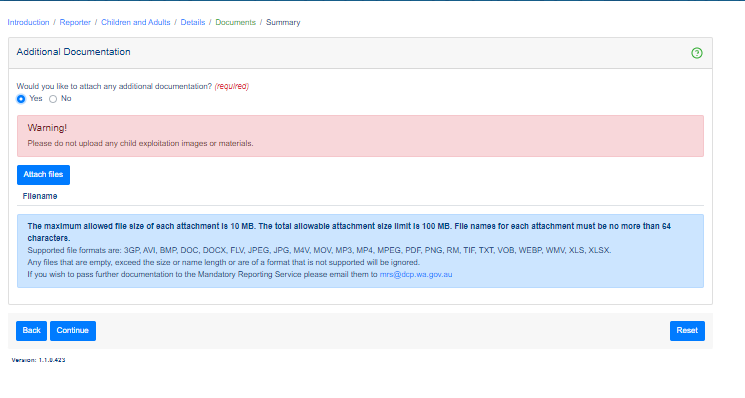 Introduction / Reporter / Children and Adults / Details / Documents / Summary
Additional Documentation
Would you like to attach any additional documentation? (required)
Yes No
Warning!
Please do not upload any child exploitation images or materials.
Attach files
Filename
The maximum allowed file size of each attachment is 10 MB. The total allowable attachment size limit is 100 MB. File names for each attachment must be no more than 64
characters.
Supported file formats are: 3GP, AVI, BMP, DOC, DOCX, FLV, JPEG, JPG, M4V, MOV, MP3, MP4, MPEG, PDF, PNG, RM, TIF, TXT, VOB, WEBP, WMV, XLS, XLSX.
Any files that are empty, exceed the size or name length or are of a format that is not supported will be ignored.
If you wish to pass further documentation to the Mandatory Reporting Service please email them to mrs@dcp.wa.gov.au
Back Continue Reset
Version: 1.1.0.423